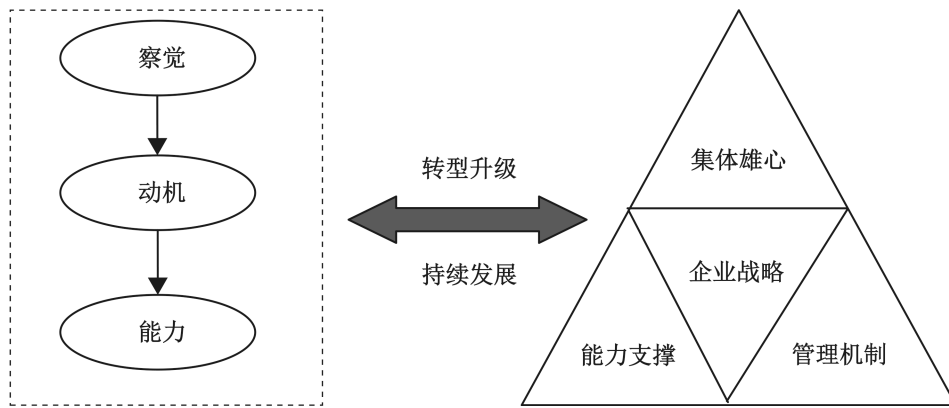 察觉
动机
能力
转型升级
持续发展
集体雄心
企业战略
能力支撑
管理机制